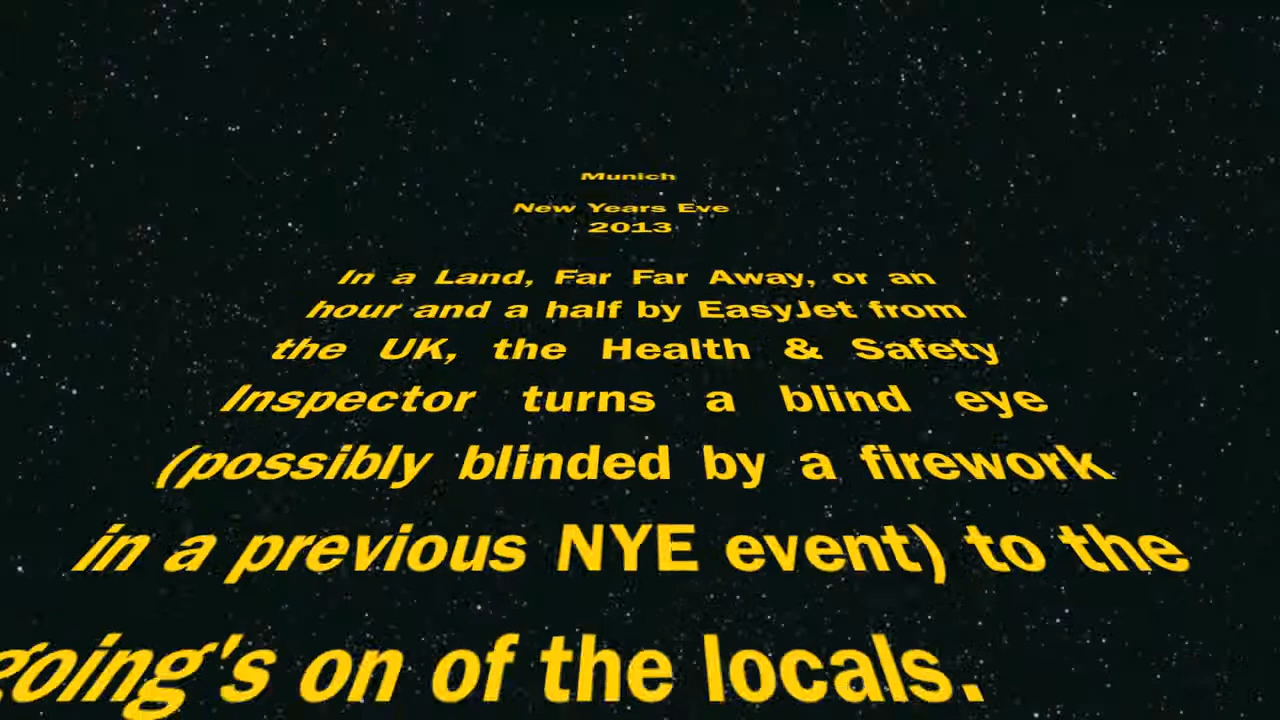 Munich
New Years Eve
2013
In a Land, Far Far Away, or an
hour and a half by EasyJet from
the UK, the Health & Safety
Inspector turns a blind eye
(possibly blinded by a firework
in a previous NYE event) to the
going's on of the locals.